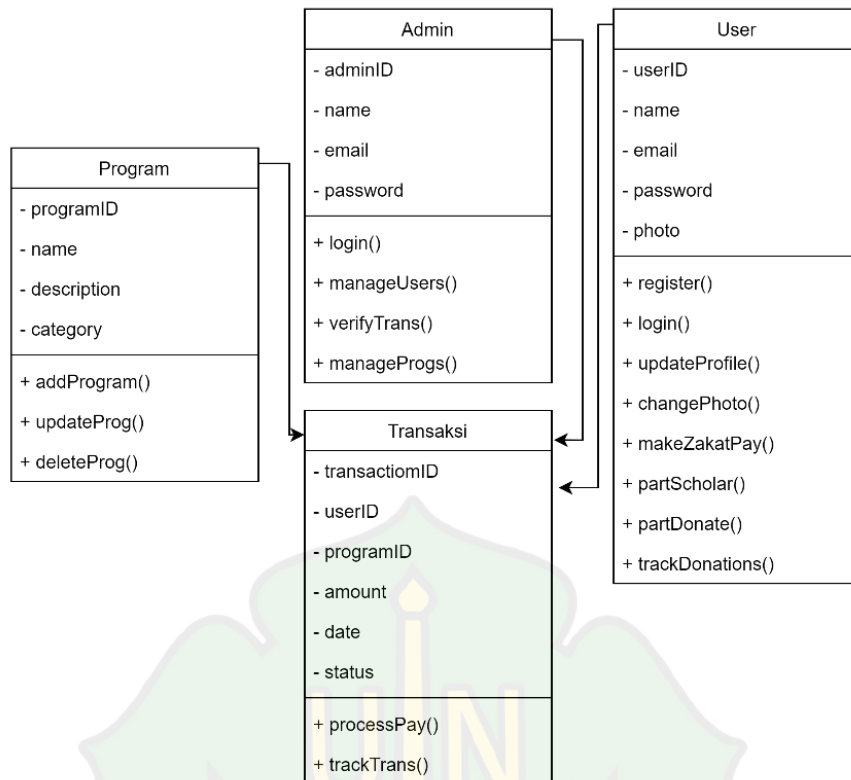 Program
- programID
- name
- description
- category
+ addProgram()
+ updateProg()
+ deleteProg()
Admin
- adminID
- name
- email
- password
+ login()
+ manageUsers()
+ verifyTrans()
+ manageProgs()
User
- userID
- name
- email
- password
- photo
+ register()
+ login()
+ updateProfile()
+ changePhoto()
+ makeZakatPay()
+ partScholar()
+ partDonate()
+ trackDonations()
Transaksi
- transactiomID
- userID
- programID
- amount
- date
- status
+ processPay()
+ trackTrans()
UIN